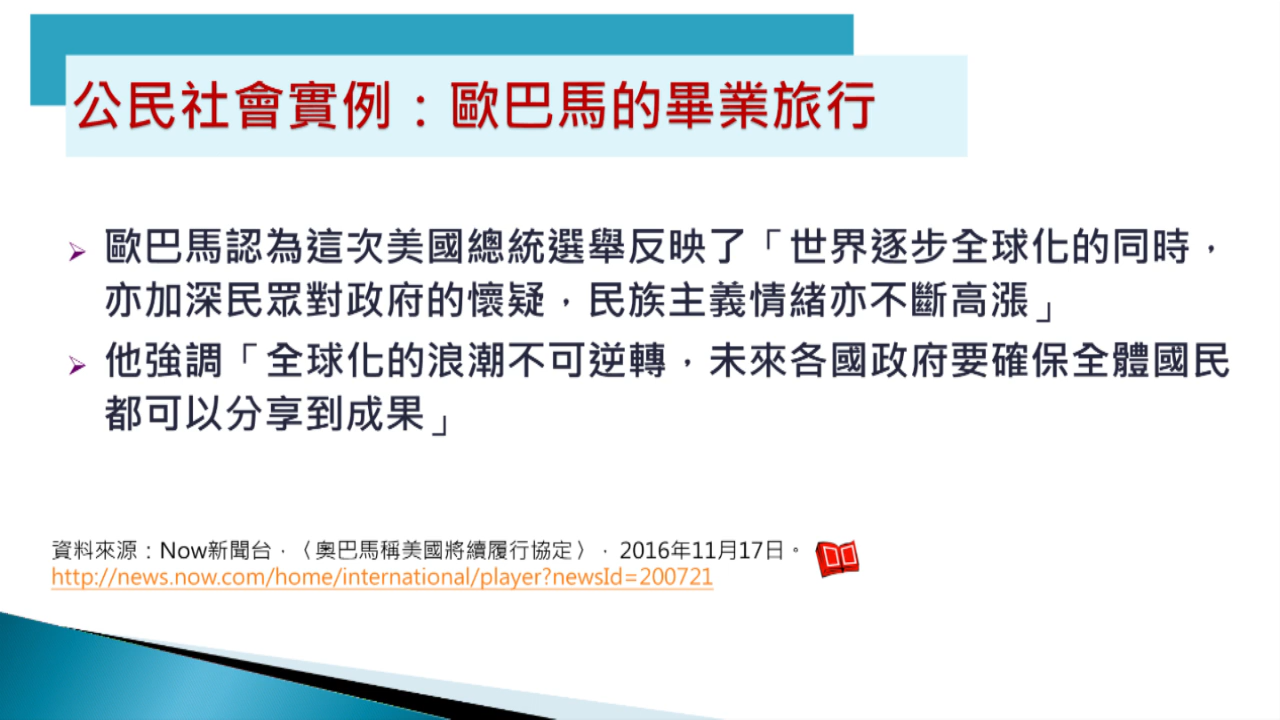 公民社會實例：歐巴馬的畢業旅行
歐巴馬認為這次美國總統選舉反映了「世界逐步全球化的同時，
亦加深民眾對政府的懷疑，民族主義情緒亦不斷高漲」
他強調「全球化的浪潮不可逆轉，未來各國政府要確保全體國民
都可以分享到成果」
資料來源：Now新聞台，〈奧巴馬稱美國將續履行協定〉，2016年11月17日。
http://news.now.com/home/international/player?newsId=200721